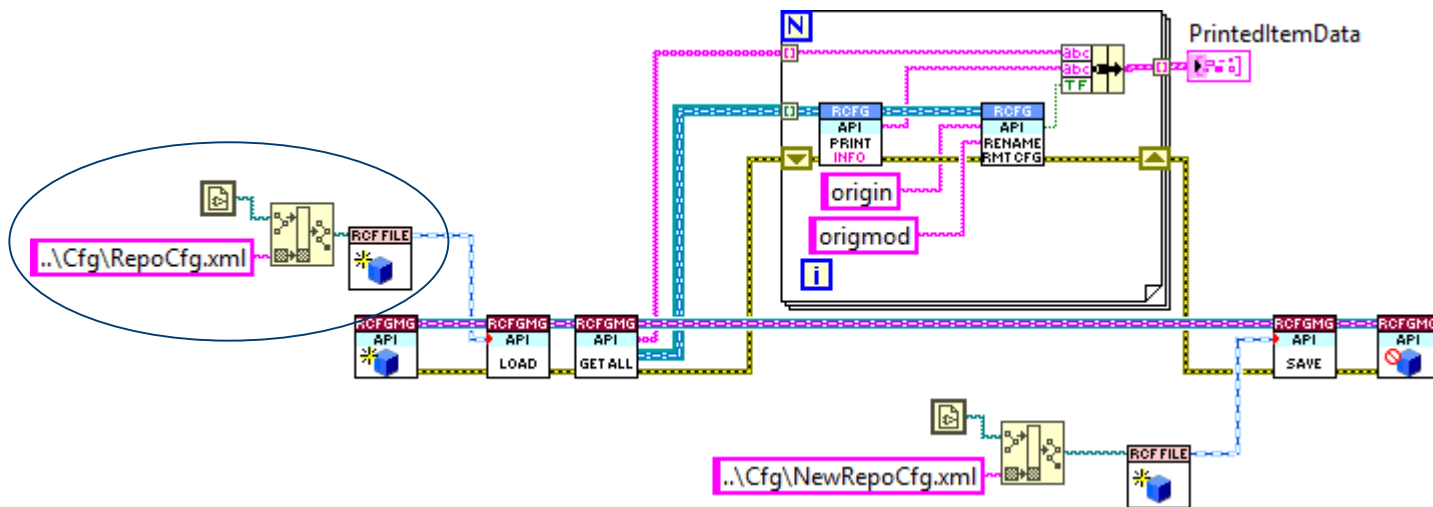 N
PrintedItemData
abc
abc
TF
RCFG
API
PRINT
INFO
RCFG
API
RENAME
RMT CFG
origin
origmod
i
..\Cfg\RepoCfg.xml
RCF FILE
RCFGMG
API
RCFGMG
API
LOAD
RCFGMG
API
GET ALL
RCFGMG
API
SAVE
RCFGMG
API
..\Cfg\NewRepoCfg.xml
RCF FILE